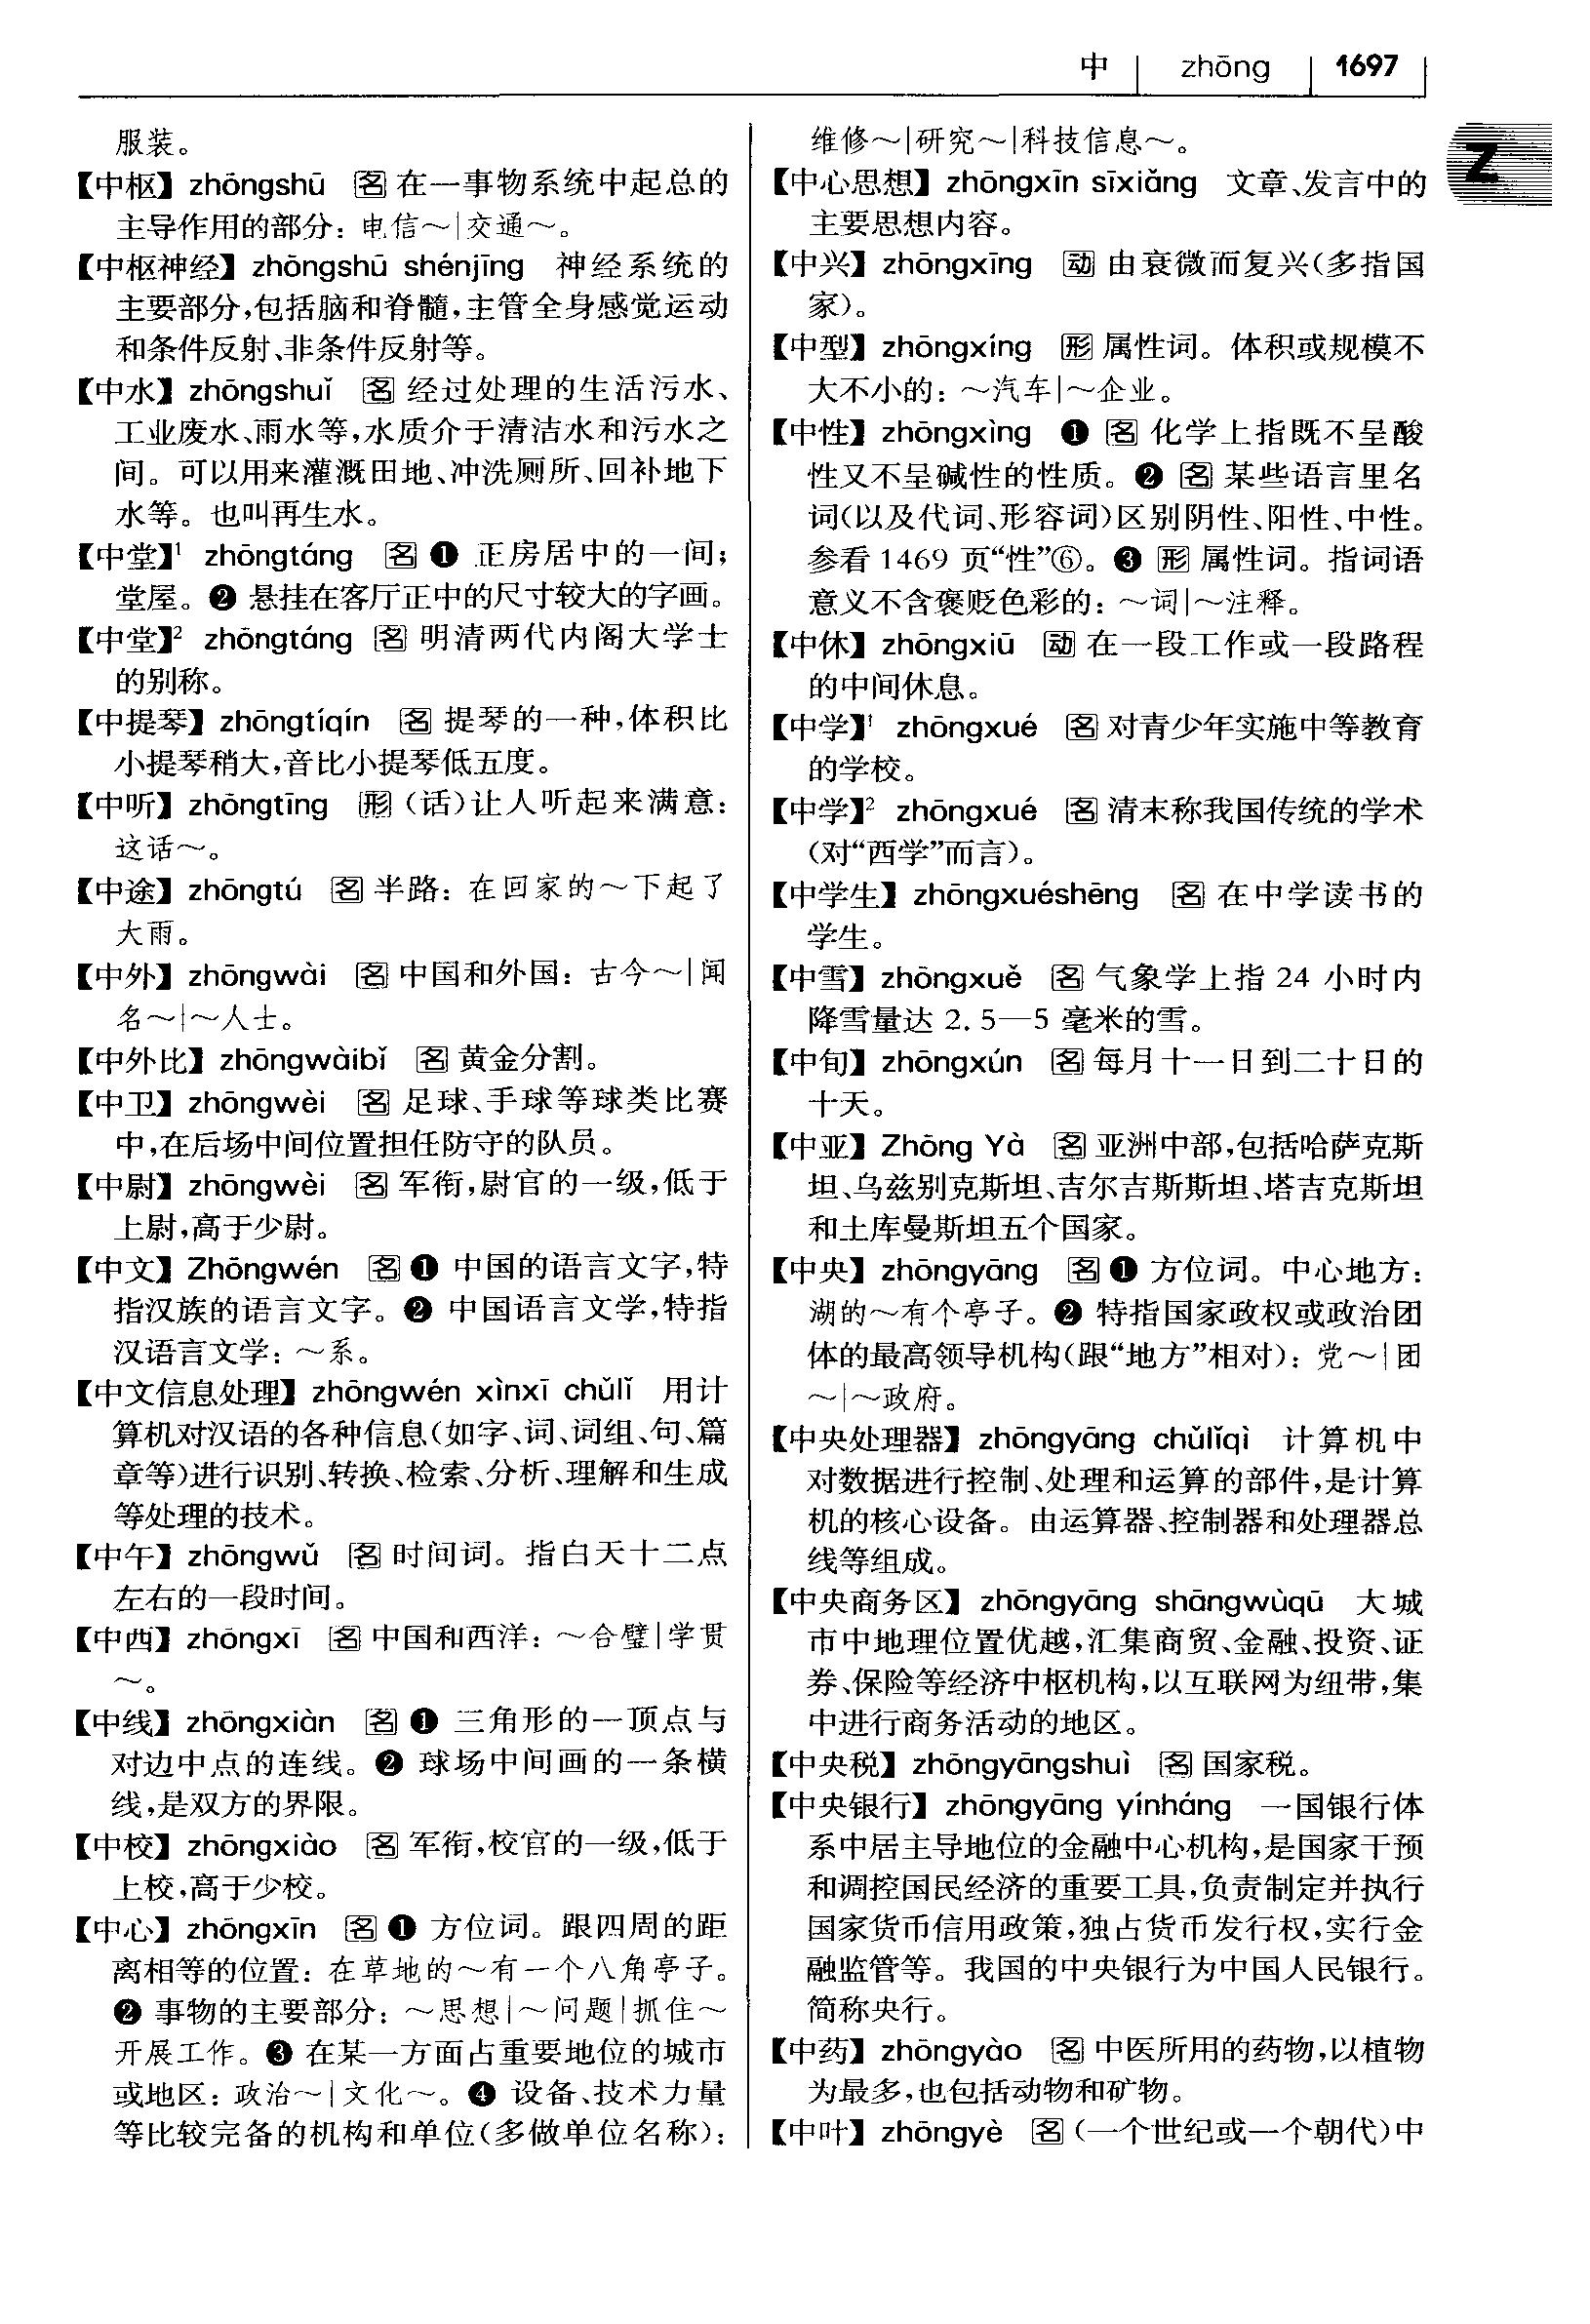 中 zhōng 1697
Z
服装。
【中枢】 zhōngshū 名 在一事物系统中起总的
主导作用的部分：电信～|交通～。
【中枢神经】 zhōngshū shénjīng 神经系统的
主要部分，包括脑和脊髓，主管全身感觉运动
和条件反射、非条件反射等。
【中水】 zhōngshuǐ 名 经过处理的生活污水、
工业废水、雨水等，水质介于清洁水和污水之
间。可以用来灌溉田地、冲洗厕所、回补地下
水等。也叫再生水。
【中堂】¹ zhōngtáng 名 ❶ 正房居中的一间；
堂屋。❷ 悬挂在客厅正中的尺寸较大的字画。
【中堂】² zhōngtáng 名 明清两代内阁大学士
的别称。
【中提琴】 zhōngtíqín 名 提琴的一种，体积比
小提琴稍大，音比小提琴低五度。
【中听】 zhōngtīng 形 （话）让人听起来满意：
这话～。
【中途】 zhōngtú 名 半路：在回家的～下起了
大雨。
【中外】 zhōngwài 名 中国和外国：古今～|闻
名～|～人士。
【中外比】 zhōngwàibǐ 名 黄金分割。
【中卫】 zhōngwèi 名 足球、手球等球类比赛
中，在后场中间位置担任防守的队员。
【中尉】 zhōngwèi 名 军衔，尉官的一级，低于
上尉，高于少尉。
【中文】 Zhōngwén 名 ❶ 中国的语言文字，特
指汉族的语言文字。❷ 中国语言文学，特指
汉语言文学：～系。
【中文信息处理】 zhōngwén xìnxī chǔlǐ 用计
算机对汉语的各种信息（如字、词、词组、句、篇
章等）进行识别、转换、检索、分析、理解和生成
等处理的技术。
【中午】 zhōngwǔ 名 时间词。指白天十二点
左右的一段时间。
【中西】 zhōngxī 名 中国和西洋：～合璧|学贯
～。
【中线】 zhōngxiàn 名 ❶ 三角形的一顶点与
对边中点的连线。❷ 球场中间画的一条横
线，是双方的界限。
【中校】 zhōngxiào 名 军衔，校官的一级，低于
上校，高于少校。
【中心】 zhōngxīn 名 ❶ 方位词。跟四周的距
离相等的位置：在草地的～有一个八角亭子。
❷ 事物的主要部分：～思想|～问题|抓住～
开展工作。❸ 在某一方面占重要地位的城市
或地区：政治～|文化～。❹ 设备、技术力量
等比较完备的机构和单位（多做单位名称）：
维修～|研究～|科技信息～。
【中心思想】 zhōngxīn sīxiǎng 文章、发言中的
主要思想内容。
【中兴】 zhōngxīng 动 由衰微而复兴（多指国
家）。
【中型】 zhōngxíng 形 属性词。体积或规模不
大不小的：～汽车|～企业。
【中性】 zhōngxìng ❶ 名 化学上指既不呈酸
性又不呈碱性的性质。❷ 名 某些语言里名
词（以及代词、形容词）区别阴性、阳性、中性。
参看 1469 页“性”⑥。❸ 形 属性词。指词语
意义不含褒贬色彩的：～词|～注释。
【中休】 zhōngxiū 动 在一段工作或一段路程
的中间休息。
【中学】¹ zhōngxué 名 对青少年实施中等教育
的学校。
【中学】² zhōngxué 名 清末称我国传统的学术
（对“西学”而言）。
【中学生】 zhōngxuéshēng 名 在中学读书的
学生。
【中雪】 zhōngxuě 名 气象学上指 24 小时内
降雪量达 2.5—5 毫米的雪。
【中旬】 zhōngxún 名 每月十一日到二十日的
十天。
【中亚】 Zhōng Yà 名 亚洲中部，包括哈萨克斯
坦、乌兹别克斯坦、吉尔吉斯斯坦、塔吉克斯坦
和土库曼斯坦五个国家。
【中央】 zhōngyāng 名 ❶ 方位词。中心地方：
湖的～有个亭子。❷ 特指国家政权或政治团
体的最高领导机构（跟“地方”相对）：党～|团
～|～政府。
【中央处理器】 zhōngyāng chǔlǐqì 计算机中
对数据进行控制、处理和运算的部件，是计算
机的核心设备。由运算器、控制器和处理器总
线等组成。
【中央商务区】 zhōngyāng shāngwùqū 大城
市中地理位置优越，汇集商贸、金融、投资、证
券、保险等经济中枢机构，以互联网为纽带，集
中进行商务活动的地区。
【中央税】 zhōngyāngshuì 名 国家税。
【中央银行】 zhōngyāng yínháng 一国银行体
系中居主导地位的金融中心机构，是国家干预
和调控国民经济的重要工具，负责制定并执行
国家货币信用政策，独占货币发行权，实行金
融监管等。我国的中央银行为中国人民银行。
简称央行。
【中药】 zhōngyào 名 中医所用的药物，以植物
为最多，也包括动物和矿物。
【中叶】 zhōngyè 名 （一个世纪或一个朝代）中